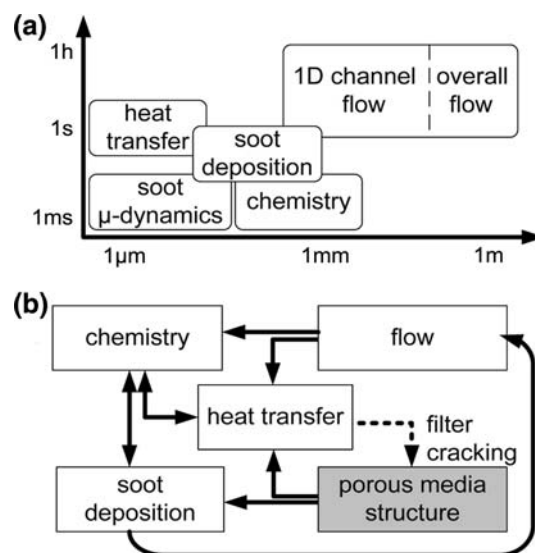 (a)
1h
1s
1ms
1D channel
flow
overall
flow
heat
transfer
soot
deposition
soot
μ-dynamics
chemistry
1μm
1mm
1m
(b)
chemistry
flow
heat transfer
filter
cracking
soot
deposition
porous media
structure